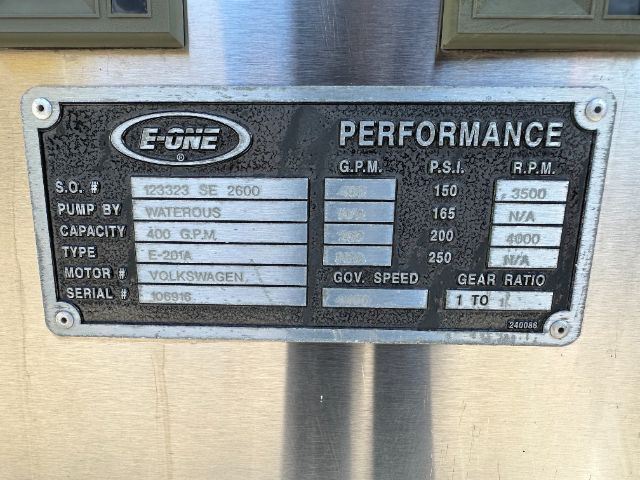 E-ONE
®
PERFORMANCE
G.P.M. P.S.I. R.P.M.
S.O. # 123323 SE 2600 150 3500
PUMP BY WATEROUS N/A 165 N/A
CAPACITY 400 G.P.M. 200 4000
TYPE E-201A 250 N/A
MOTOR # VOLKSWAGEN GOV. SPEED GEAR RATIO
SERIAL # 106916 1 TO
240086